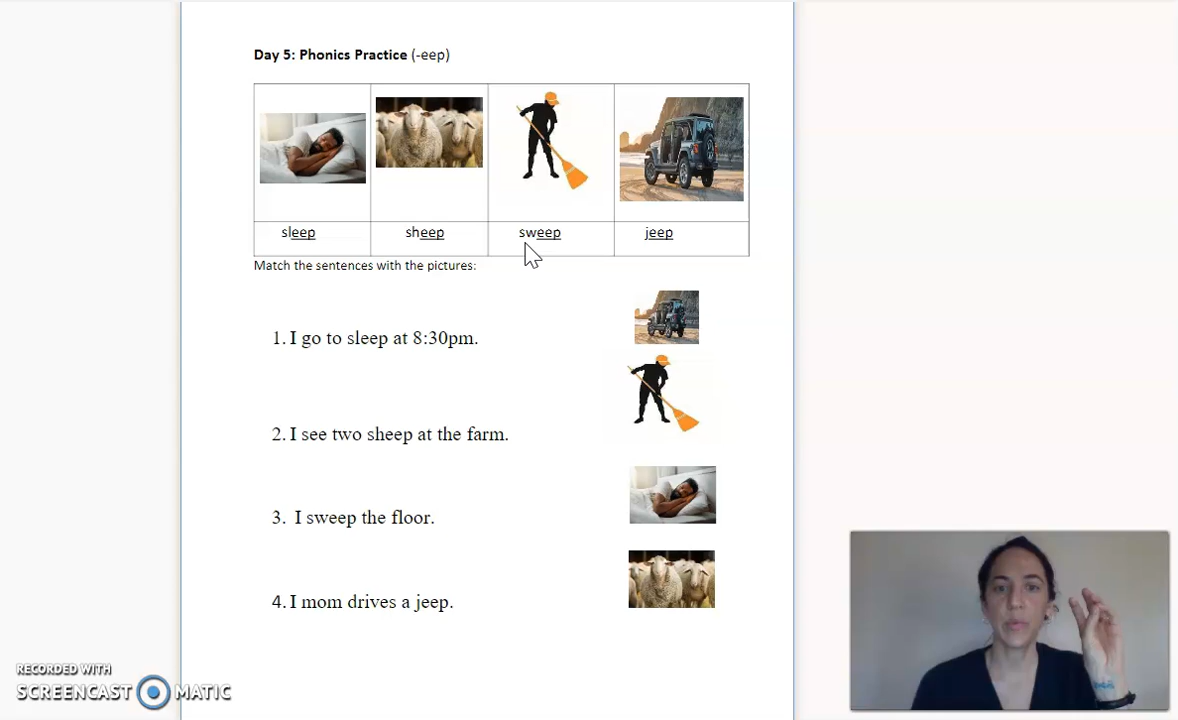 Day 5: Phonics Practice (-eep)
sleep sheep sweep jeep
Match the sentences with the pictures:
1. I go to sleep at 8:30pm.
2. I see two sheep at the farm.
3. I sweep the floor.
4. I mom drives a jeep.
RECORDED WITH
SCREENCAST MATIC